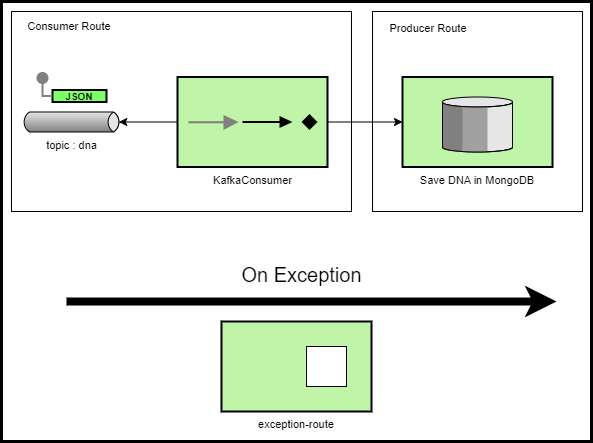 Consumer Route
Producer Route
JSON
topic : dna
KafkaConsumer
Save DNA in MongoDB
On Exception
exception-route